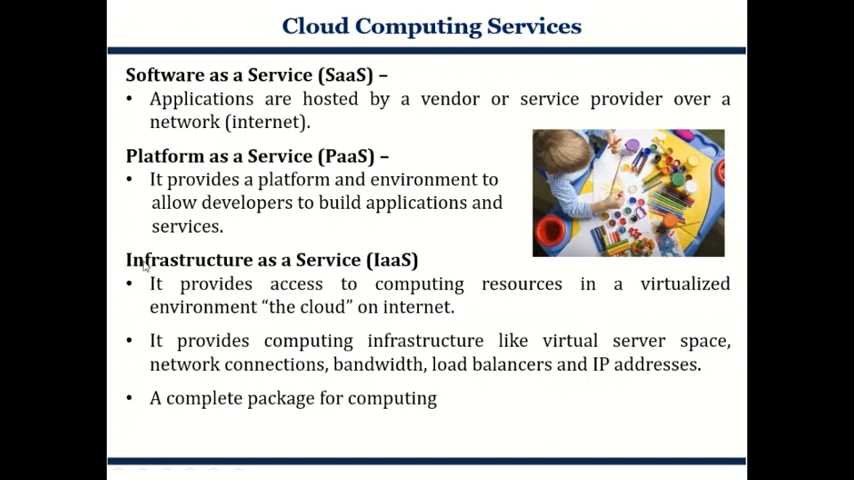 Cloud Computing Services
Software as a Service (SaaS) –
• Applications are hosted by a vendor or service provider over a
network (internet).
Platform as a Service (PaaS) –
• It provides a platform and environment to
allow developers to build applications and
services.
Infrastructure as a Service (IaaS)
• It provides access to computing resources in a virtualized
environment “the cloud” on internet.
• It provides computing infrastructure like virtual server space,
network connections, bandwidth, load balancers and IP addresses.
• A complete package for computing